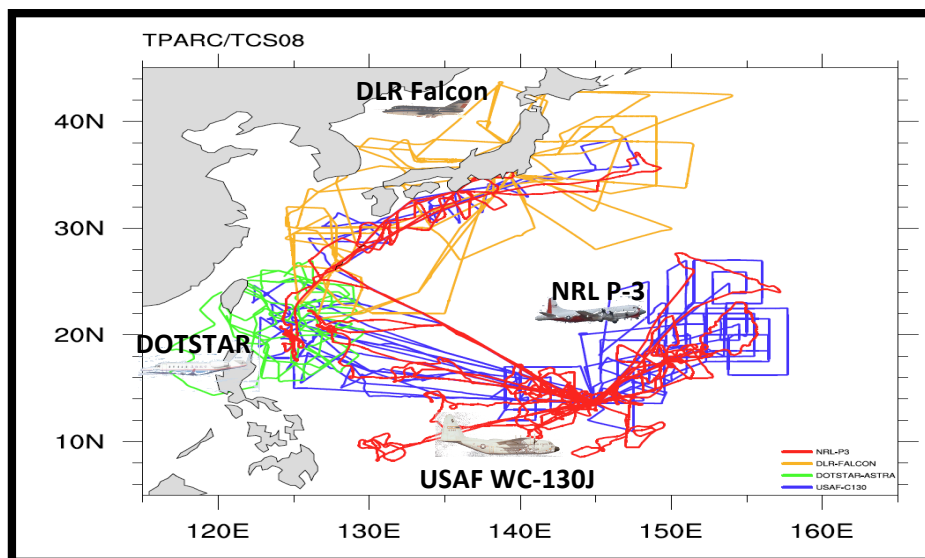 TPARC/TCS08
DLR Falcon
40N
30N
NRL P-3
20N
DOTSTAR
10N
USAF WC-130J
NRL-P3
DLR-FALCON
DOTSTAR-ASTRA
USAF-C130
120E 130E 140E 150E 160E